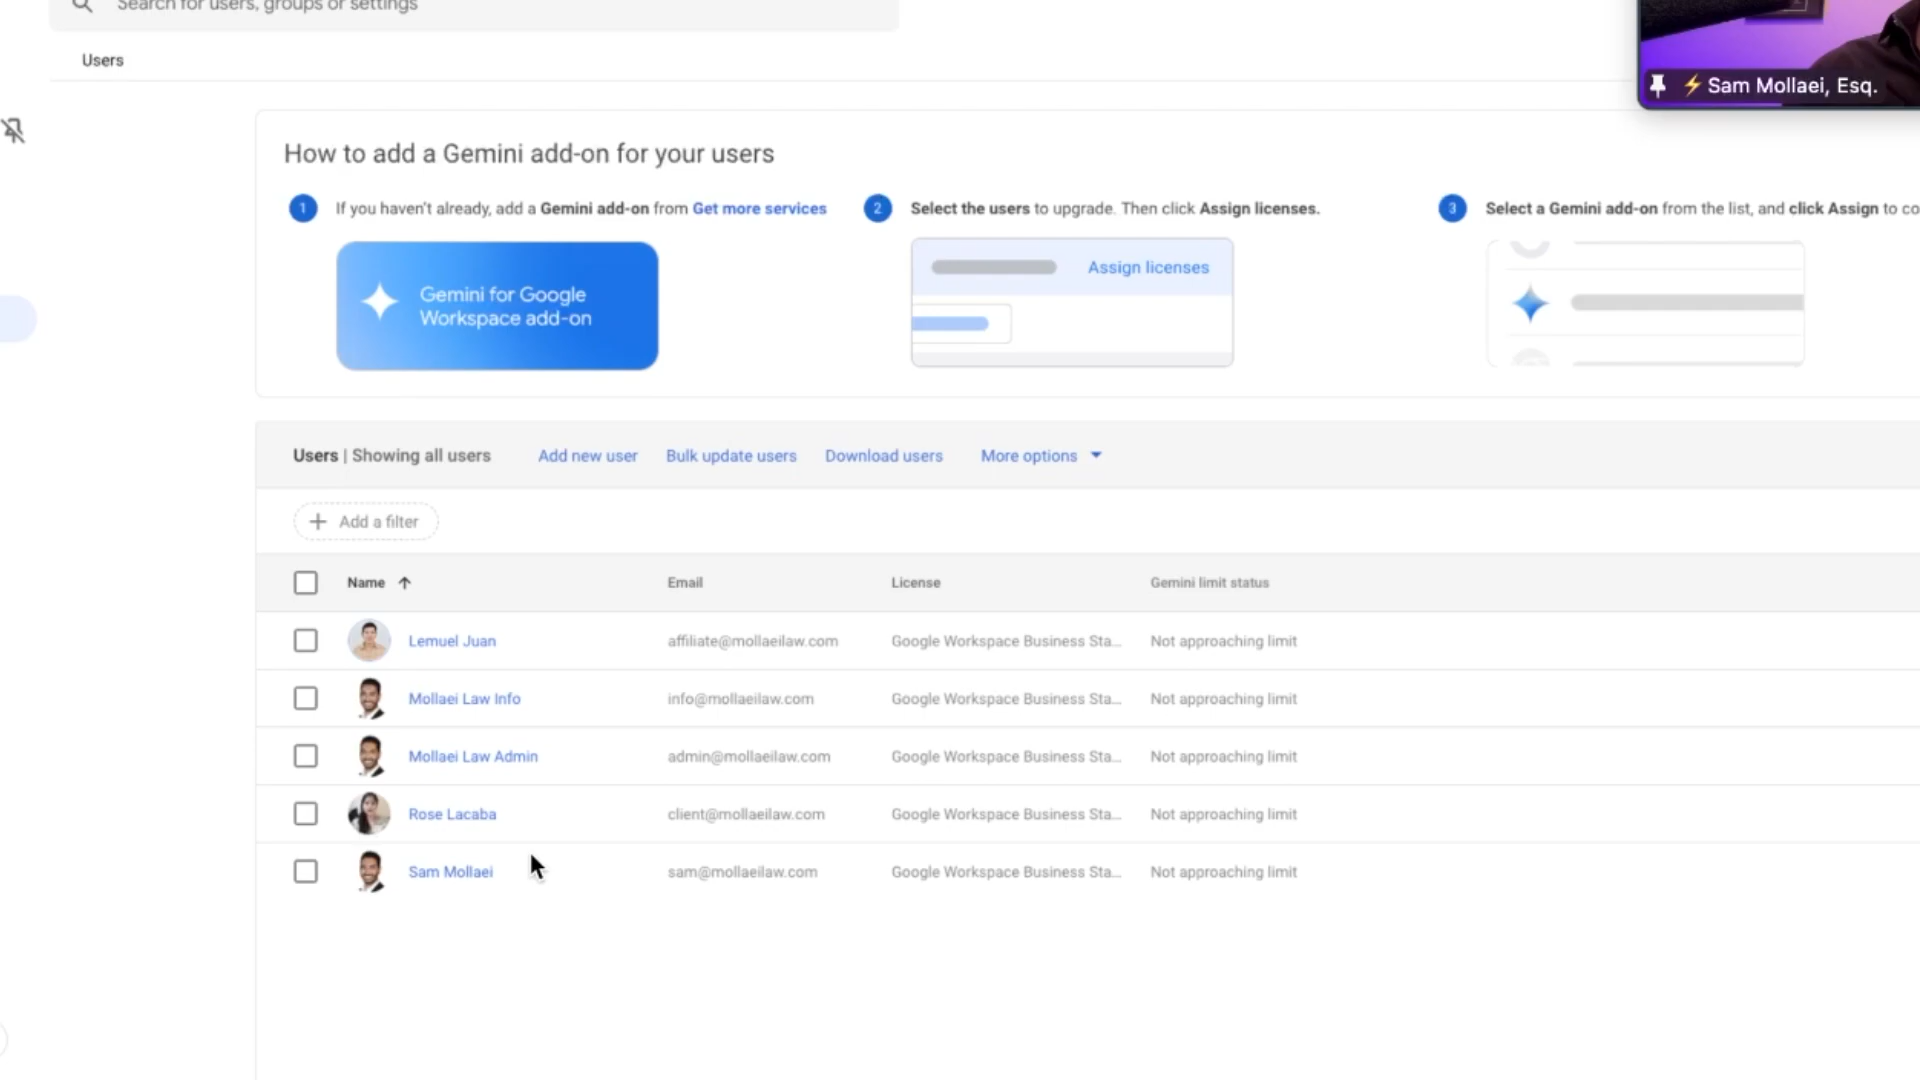 Search for users, groups or settings
⚡ Sam Mollaei, Esq.
Users
How to add a Gemini add-on for your users
1 If you haven't already, add a Gemini add-on from Get more services
2 Select the users to upgrade. Then click Assign licenses.
3 Select a Gemini add-on from the list, and click Assign to co
Gemini for Google
Workspace add-on
Assign licenses
Users | Showing all users Add new user Bulk update users Download users More options
+ Add a filter
Name Email License Gemini limit status
Lemuel Juan affiliate@mollaeilaw.com Google Workspace Business Sta... Not approaching limit
Mollaei Law Info info@mollaeilaw.com Google Workspace Business Sta... Not approaching limit
Mollaei Law Admin admin@mollaeilaw.com Google Workspace Business Sta... Not approaching limit
Rose Lacaba client@mollaeilaw.com Google Workspace Business Sta... Not approaching limit
Sam Mollaei sam@mollaeilaw.com Google Workspace Business Sta... Not approaching limit